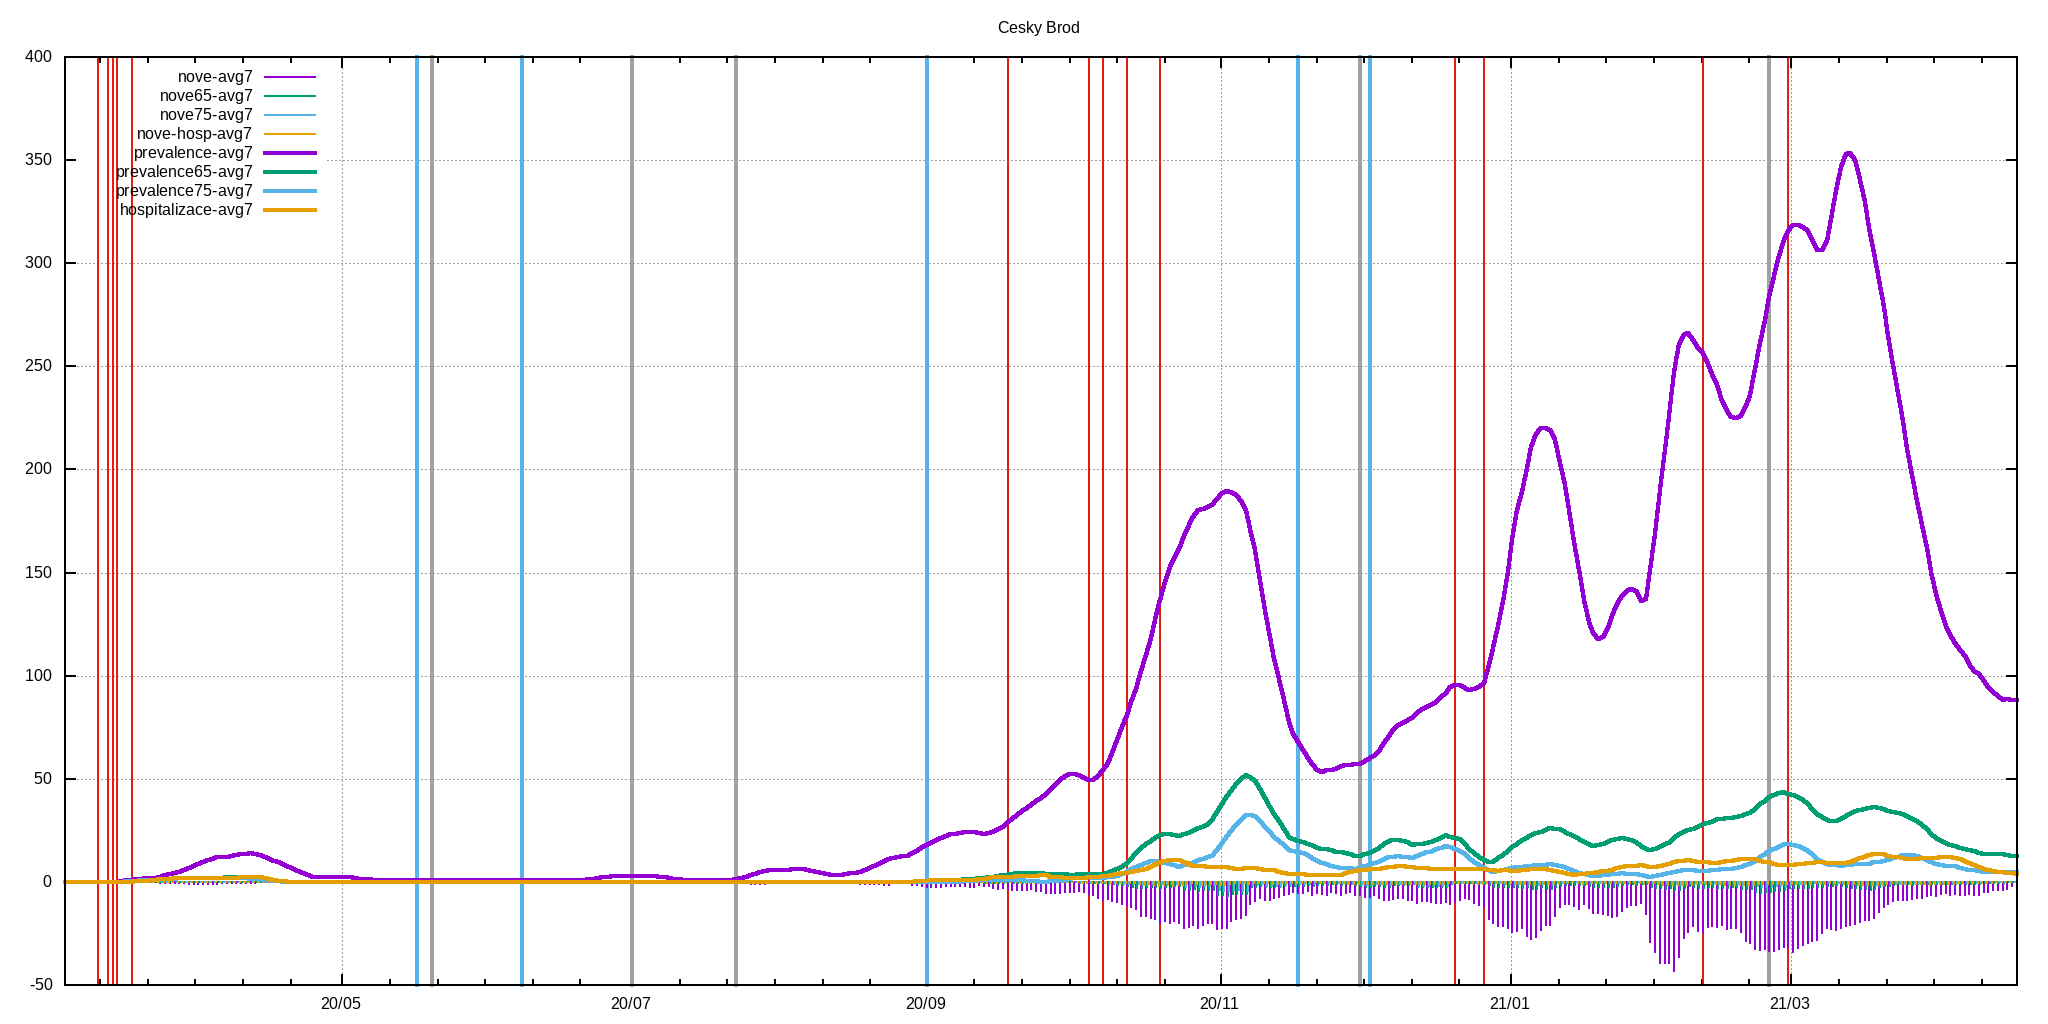 Cesky Brod
400
350
300
250
200
150
100
50
0
-50
nove-avg7
nove65-avg7
nove75-avg7
nove-hosp-avg7
prevalence-avg7
prevalence65-avg7
prevalence75-avg7
hospitalizace-avg7
20/05 20/07 20/09 20/11 21/01 21/03